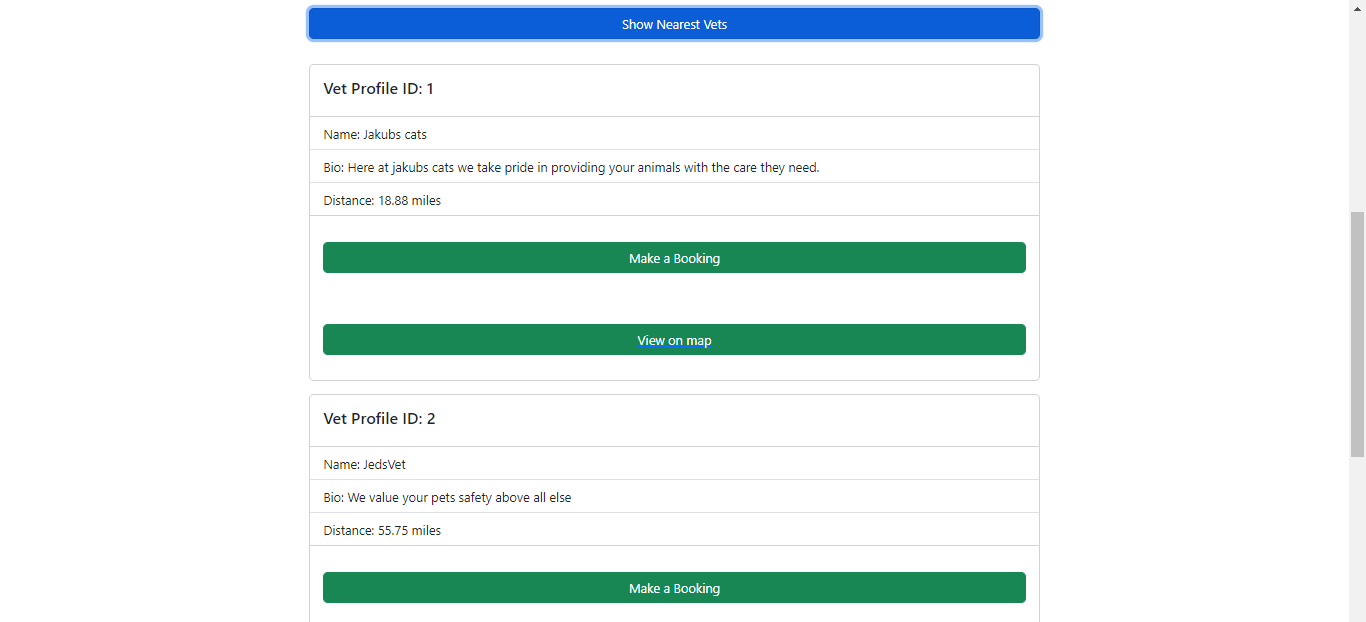 Show Nearest Vets
Vet Profile ID: 1
Name: Jakubs cats
Bio: Here at jakubs cats we take pride in providing your animals with the care they need.
Distance: 18.88 miles
Make a Booking
View on map
Vet Profile ID: 2
Name: JedsVet
Bio: We value your pets safety above all else
Distance: 55.75 miles
Make a Booking